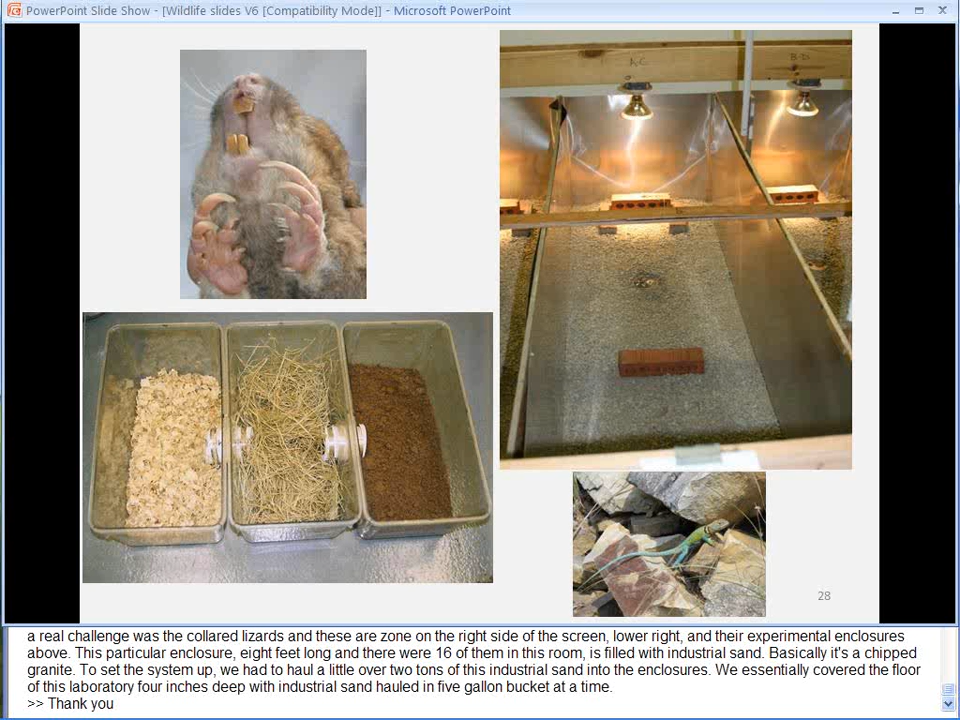 PowerPoint Slide Show - [Wildlife slides V6 [Compatibility Mode]] - Microsoft PowerPoint
28
a real challenge was the collared lizards and these are zone on the right side of the screen, lower right, and their experimental enclosures
above. This particular enclosure, eight feet long and there were 16 of them in this room, is filled with industrial sand. Basically it's a chipped
granite. To set the system up, we had to haul a little over two tons of this industrial sand into the enclosures. We essentially covered the floor
of this laboratory four inches deep with industrial sand hauled in five gallon bucket at a time.
>> Thank you